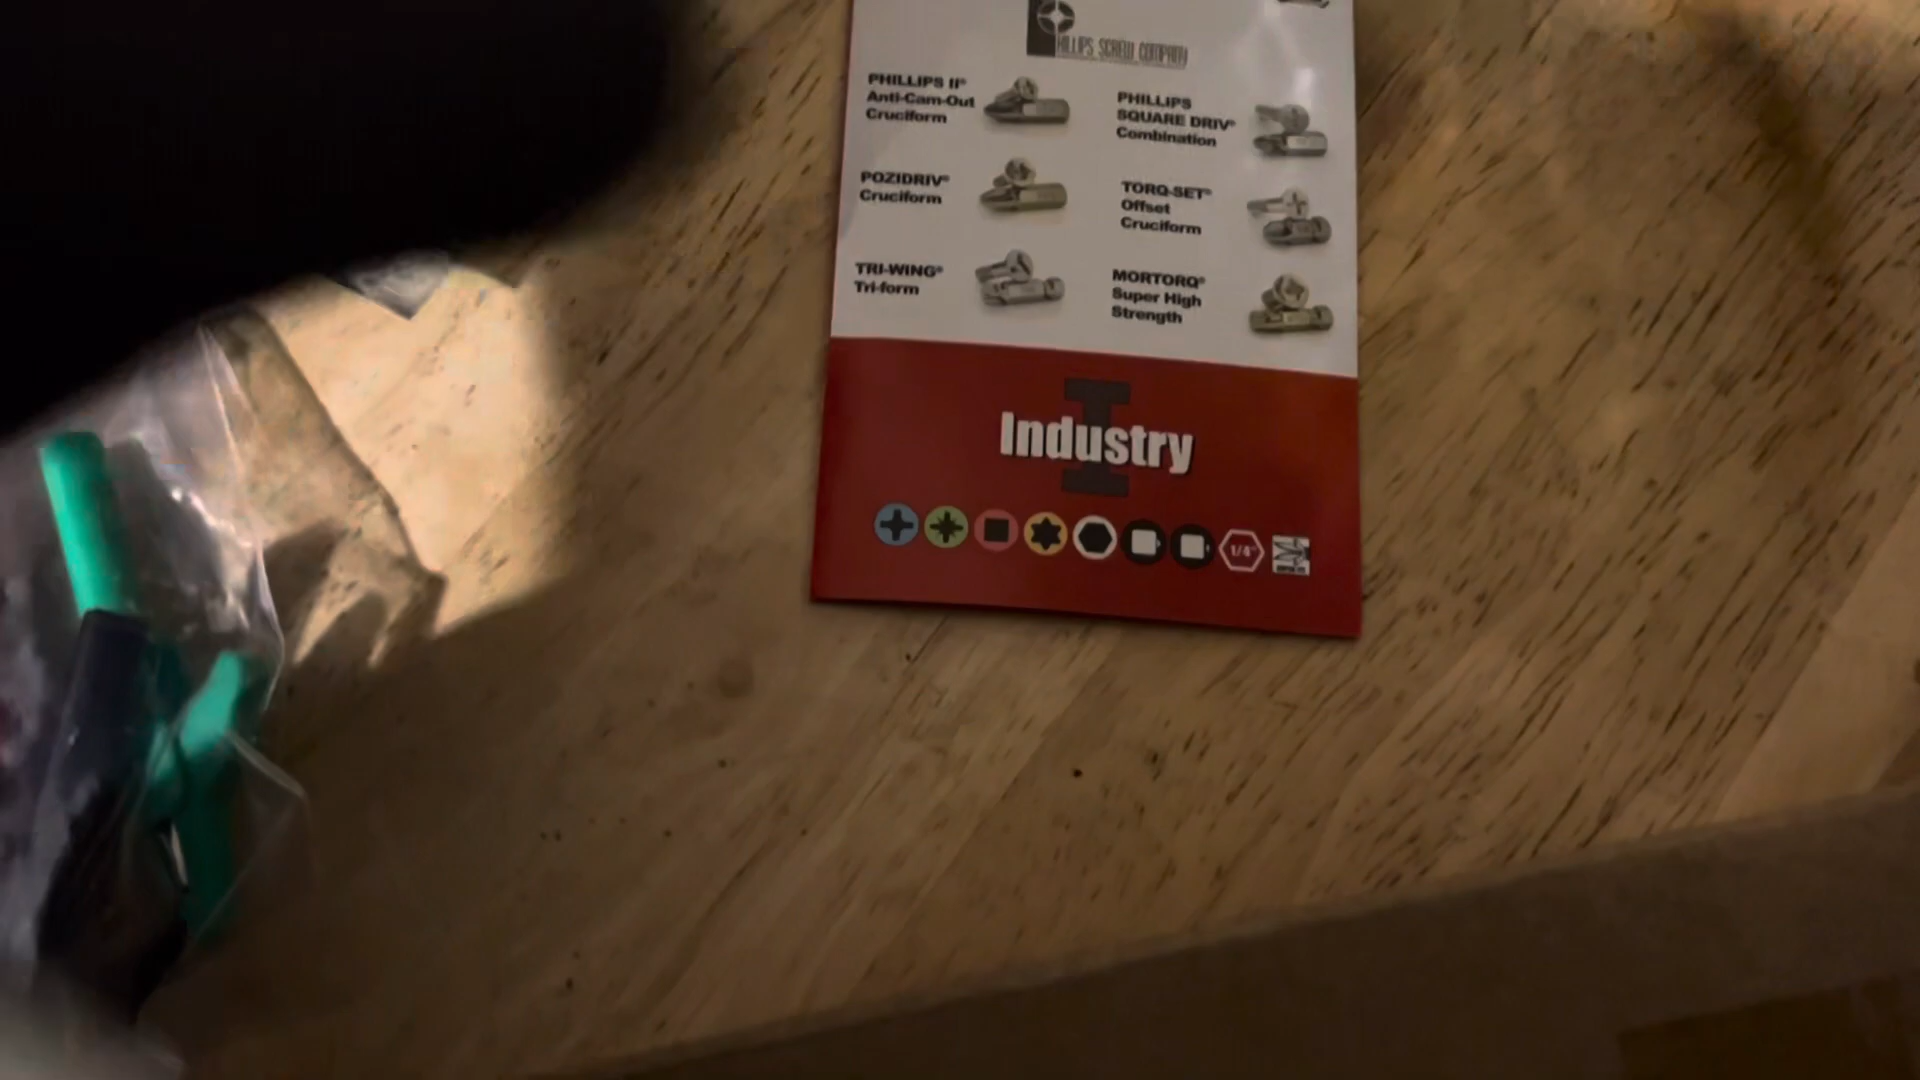 PHILLIPS SCREW COMPANY
PHILLIPS II®
Anti-Cam-Out
Cruciform
POZIDRIV®
Cruciform
TRI-WING®
Tri-form
PHILLIPS
SQUARE DRIV®
Combination
TORQ-SET®
Offset
Cruciform
MORTORQ®
Super High
Strength
I
Industry
1/4"